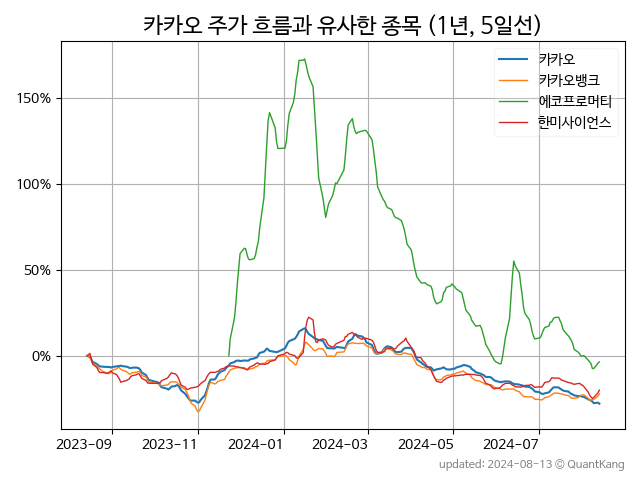 카카오 주가 흐름과 유사한 종목 (1년, 5일선)
카카오
카카오뱅크
에코프로머티
한미사이언스
150%
100%
50%
0%
2023-09 2023-11 2024-01 2024-03 2024-05 2024-07
updated: 2024-08-13 © QuantKang